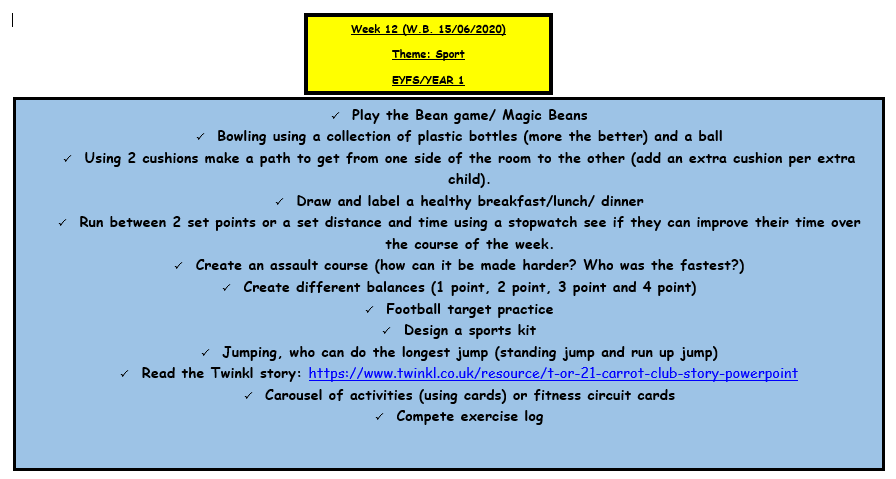 Week 12 (W.B. 15/06/2020)
Theme: Sport
EYFS/YEAR 1
✓ Play the Bean game/ Magic Beans
✓ Bowling using a collection of plastic bottles (more the better) and a ball
✓ Using 2 cushions make a path to get from one side of the room to the other (add an extra cushion per extra
child).
✓ Draw and label a healthy breakfast/lunch/ dinner
✓ Run between 2 set points or a set distance and time using a stopwatch see if they can improve their time over
the course of the week.
✓ Create an assault course (how can it be made harder? Who was the fastest?)
✓ Create different balances (1 point, 2 point, 3 point and 4 point)
✓ Football target practice
✓ Design a sports kit
✓ Jumping, who can do the longest jump (standing jump and run up jump)
✓ Read the Twinkl story: https://www.twinkl.co.uk/resource/t-or-21-carrot-club-story-powerpoint
✓ Carousel of activities (using cards) or fitness circuit cards
✓ Compete exercise log